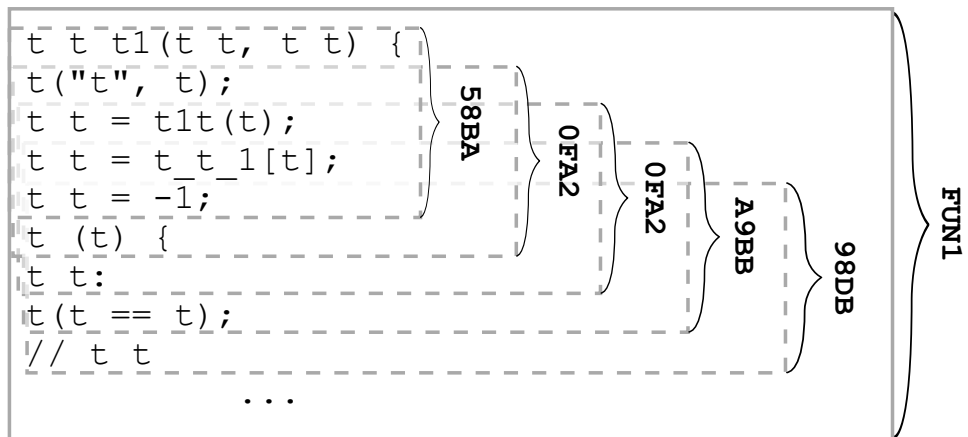 t t t1(t t, t t) {
t("t", t);
t t = t1t(t);
t t = t_t_1[t];
t t = -1;
t (t) {
t t:
t(t == t);
// t t
...
58BA
0FA2
0FA2
A9BB
98DB
FUN1